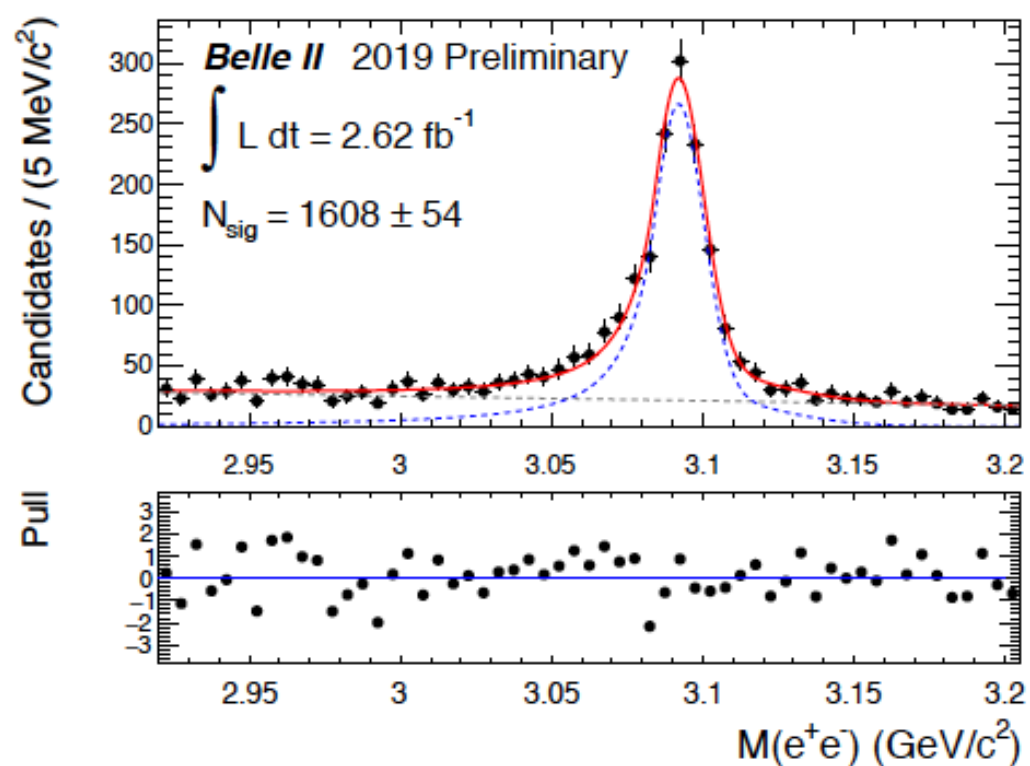 Candidates / (5 MeV/c²)
Belle II 2019 Preliminary
∫ L dt = 2.62 fb⁻¹
N_sig = 1608 ± 54
300
250
200
150
100
50
0
2.95 3 3.05 3.1 3.15 3.2
Pull
3
2
1
0
−1
−2
−3
2.95 3 3.05 3.1 3.15 3.2
M(e⁺e⁻) (GeV/c²)